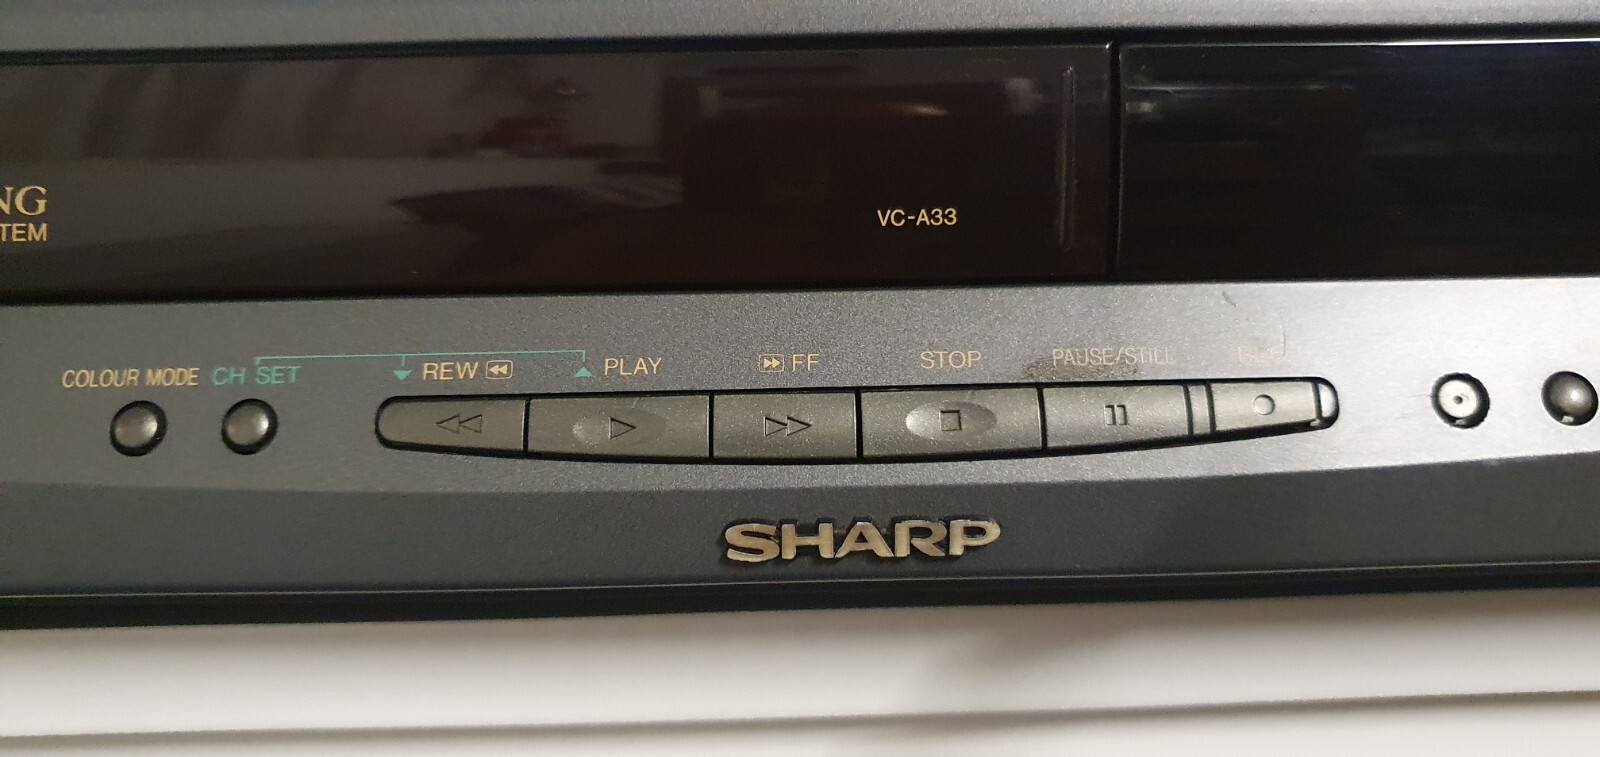 NG
TEM
VC-A33
COLOUR MODE CH SET REW PLAY FF STOP PAUSE/STILL
SHARP